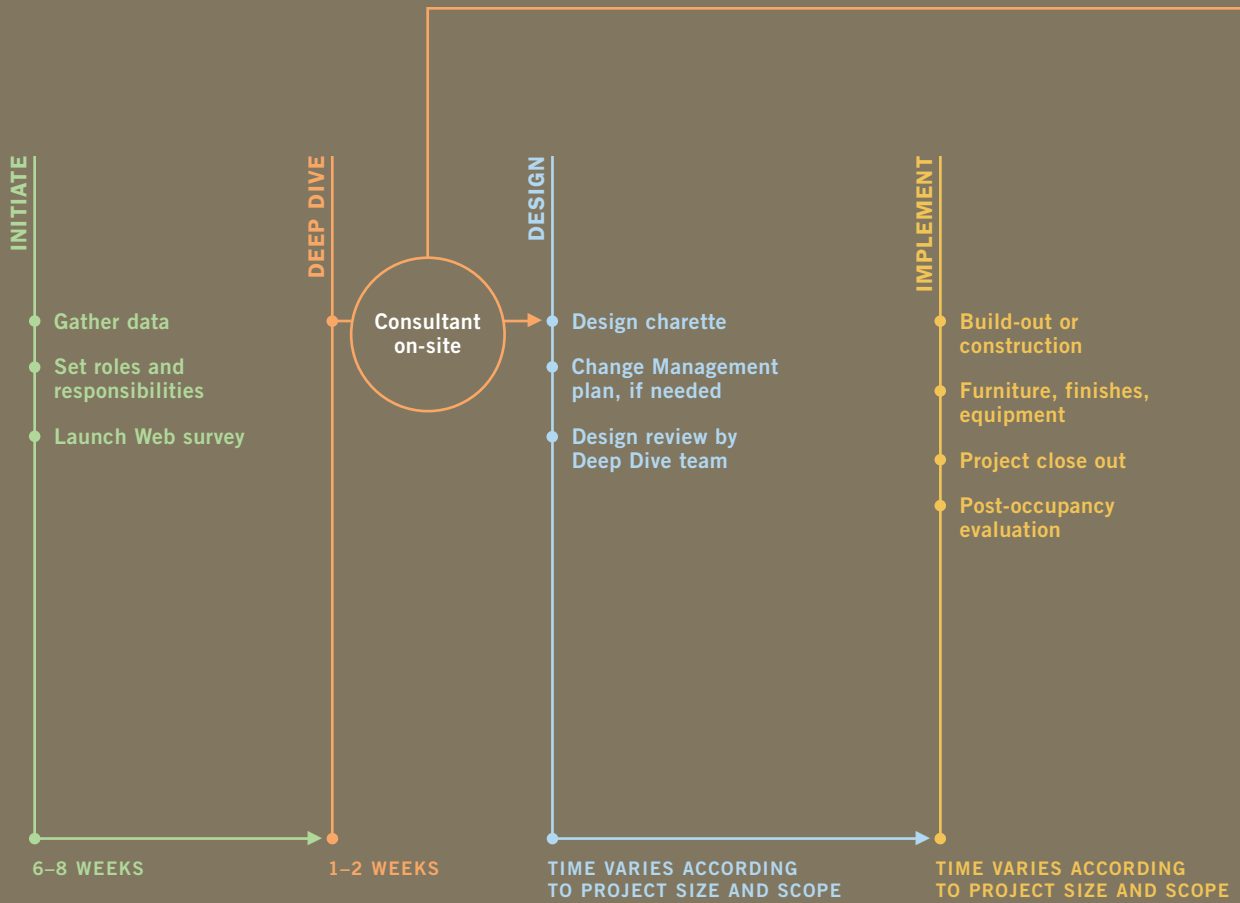 INITIATE
Gather data
Set roles and
responsibilities
Launch Web survey
6–8 WEEKS
DEEP DIVE
Consultant
on-site
1–2 WEEKS
DESIGN
Design charette
Change Management
plan, if needed
Design review by
Deep Dive team
TIME VARIES ACCORDING
TO PROJECT SIZE AND SCOPE
IMPLEMENT
Build-out or
construction
Furniture, finishes,
equipment
Project close out
Post-occupancy
evaluation
TIME VARIES ACCORDING
TO PROJECT SIZE AND SCOPE